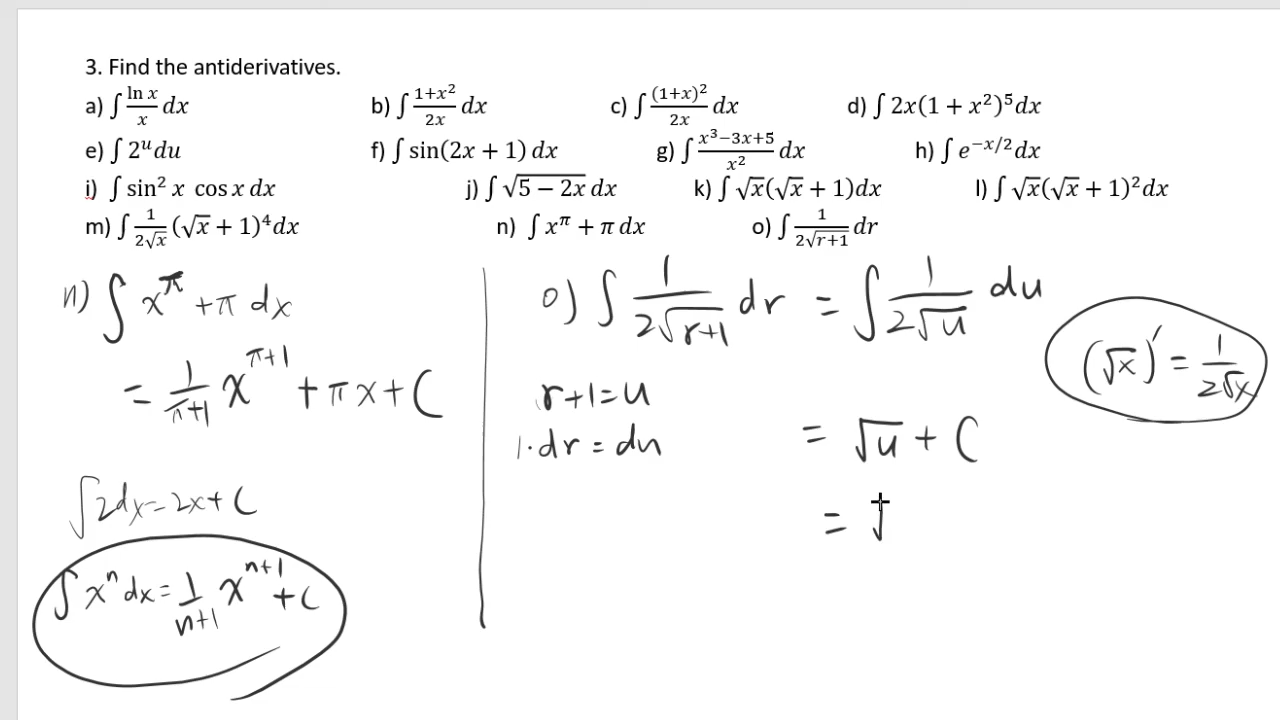 3. Find the antiderivatives.
a) ∫ ln x / x dx b) ∫ 1+x² / 2x dx c) ∫ (1+x)² / 2x dx d) ∫ 2x(1 + x²)⁵dx
e) ∫ 2ᵘdu f) ∫ sin(2x + 1) dx g) ∫ x³−3x+5 / x² dx h) ∫ e^(−x/2)dx
i) ∫ sin² x cos x dx j) ∫ √(5 − 2x) dx k) ∫ √x(√x + 1)dx l) ∫ √x(√x + 1)²dx
m) ∫ 1 / 2√x (√x + 1)⁴dx n) ∫ x^π + π dx o) ∫ 1 / 2√(r+1) dr
n) ∫ x^π + π dx
= 1/(π+1) x^(π+1) + πx + C
∫ 2dx = 2x + C
∫ xⁿ dx = 1/(n+1) x^(n+1) + C
o) ∫ 1 / 2√(r+1) dr = ∫ 1 / 2√u du
r+1 = u
1·dr = du
= √u + C
= √
(√x)′ = 1 / 2√x